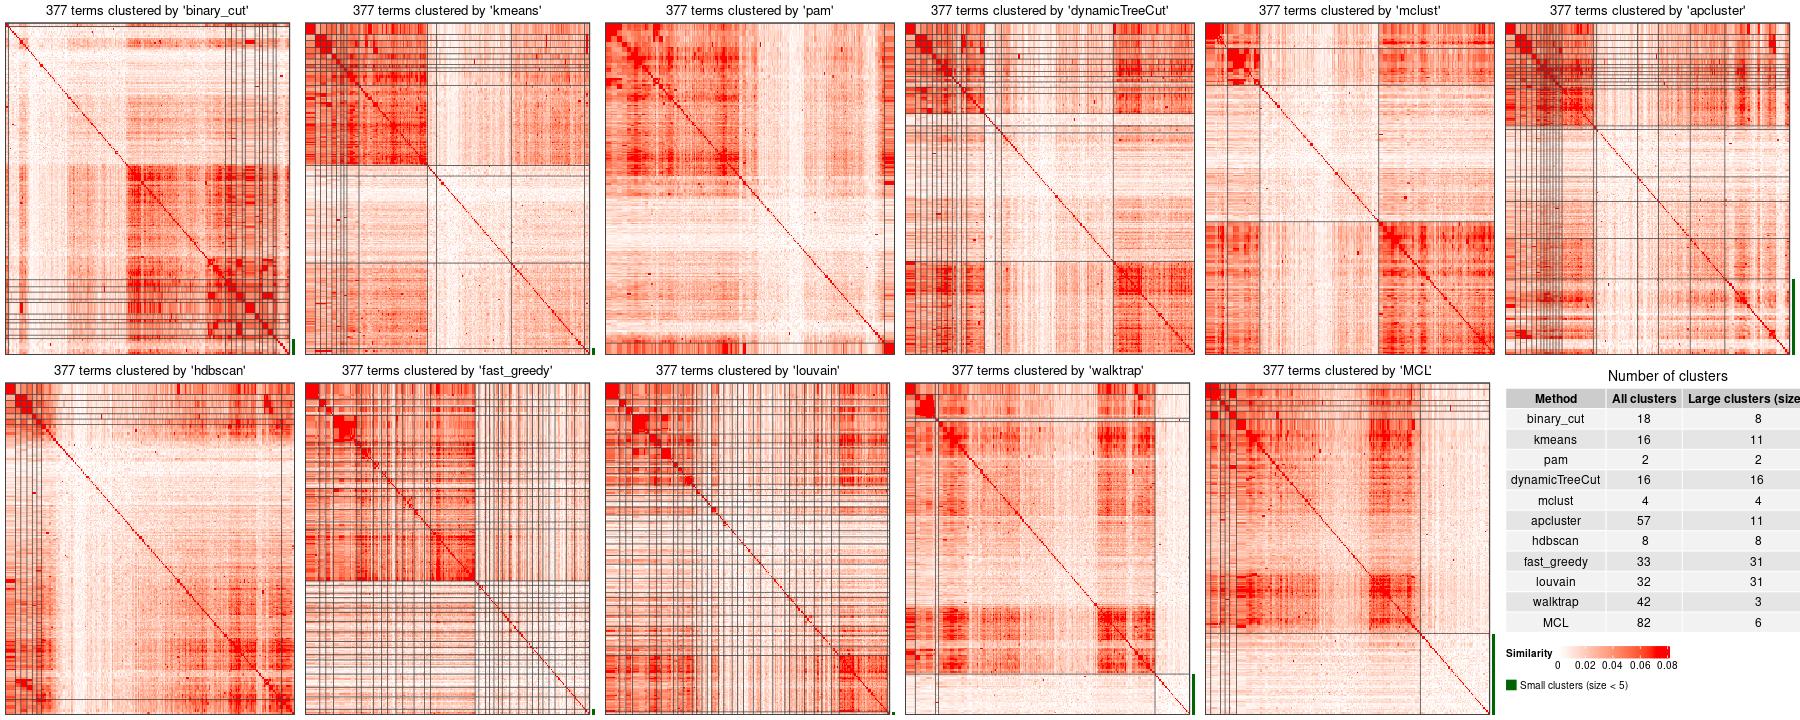 377 terms clustered by 'binary_cut'
377 terms clustered by 'kmeans'
377 terms clustered by 'pam'
377 terms clustered by 'dynamicTreeCut'
377 terms clustered by 'mclust'
377 terms clustered by 'apcluster'
377 terms clustered by 'hdbscan'
377 terms clustered by 'fast_greedy'
377 terms clustered by 'louvain'
377 terms clustered by 'walktrap'
377 terms clustered by 'MCL'
Number of clusters
Method All clusters Large clusters (size
binary_cut 18 8
kmeans 16 11
pam 2 2
dynamicTreeCut 16 16
mclust 4 4
apcluster 57 11
hdbscan 8 8
fast_greedy 33 31
louvain 32 31
walktrap 42 3
MCL 82 6
Similarity
0 0.02 0.04 0.06 0.08
Small clusters (size < 5)